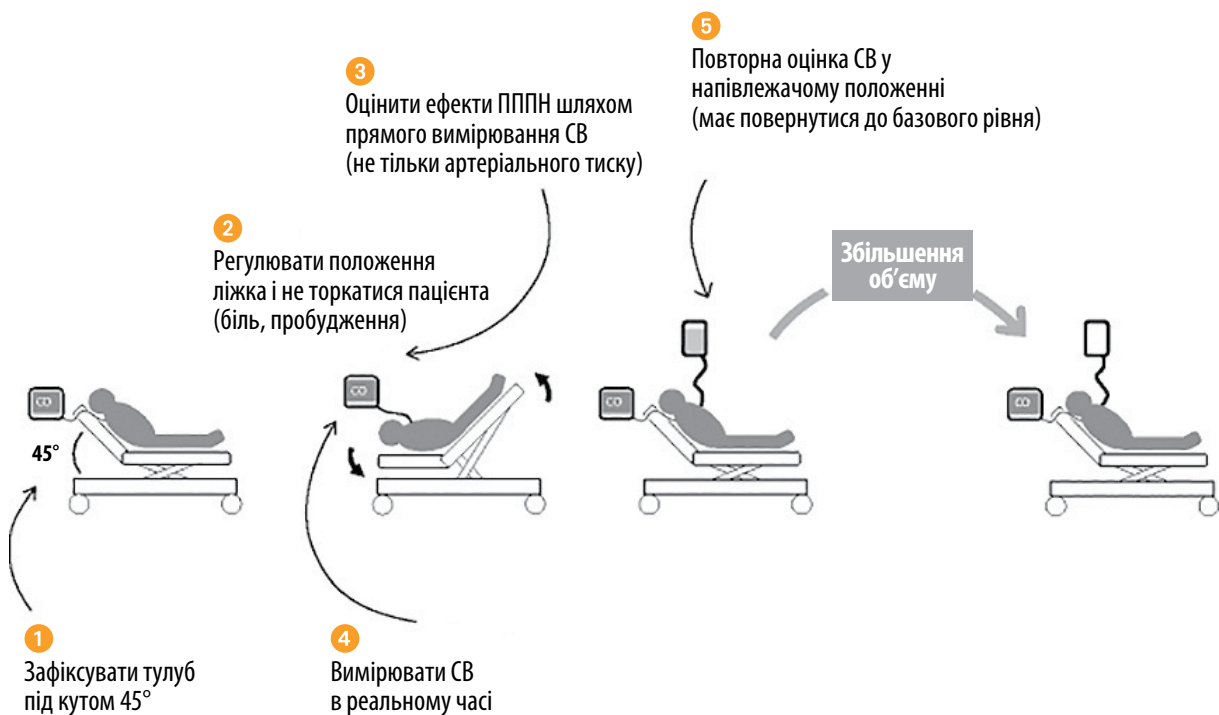 1
Зафіксувати тулуб
під кутом 45°
2
Регулювати положення
ліжка і не торкатися пацієнта
(біль, пробудження)
3
Оцінити ефекти ПППН шляхом
прямого вимірювання СВ
(не тільки артеріального тиску)
4
Вимірювати СВ
в реальному часі
5
Повторна оцінка СВ у
напівлежачому положенні
(має повернутися до базового рівня)
Збільшення
об’єму
CO
45°
CO
CO
CO